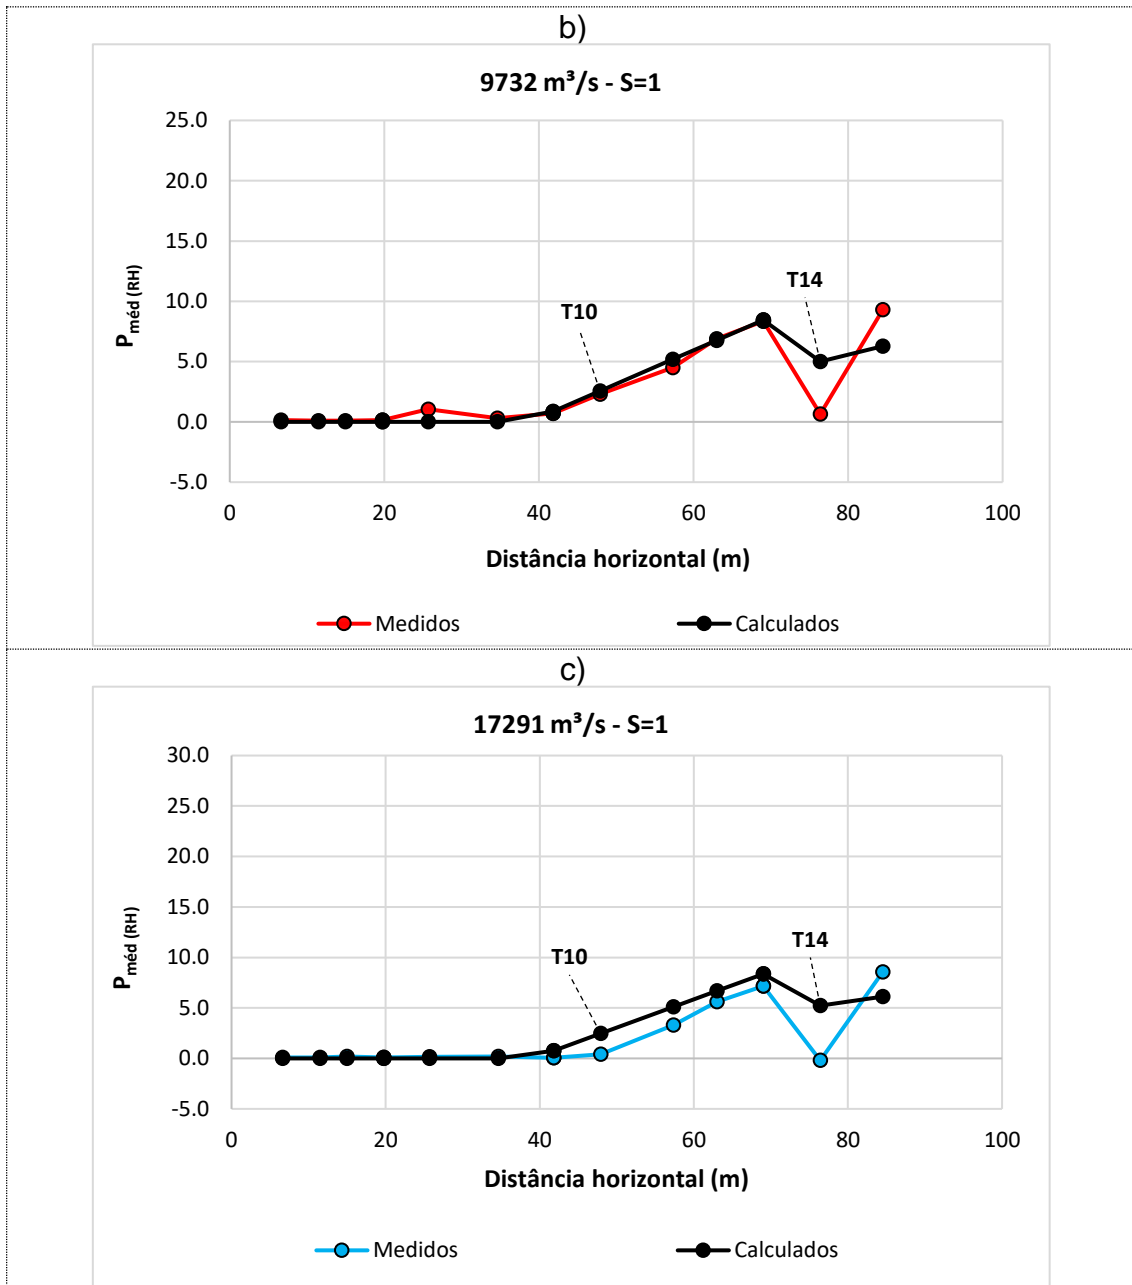 b)
9732 m³/s - S=1
25.0
20.0
15.0
10.0
5.0
0.0
-5.0
P méd (RH)
T10
T14
0 20 40 60 80 100
Distância horizontal (m)
Medidos Calculados
c)
17291 m³/s - S=1
30.0
25.0
20.0
15.0
10.0
5.0
0.0
-5.0
P méd (RH)
T10
T14
0 20 40 60 80 100
Distância horizontal (m)
Medidos Calculados